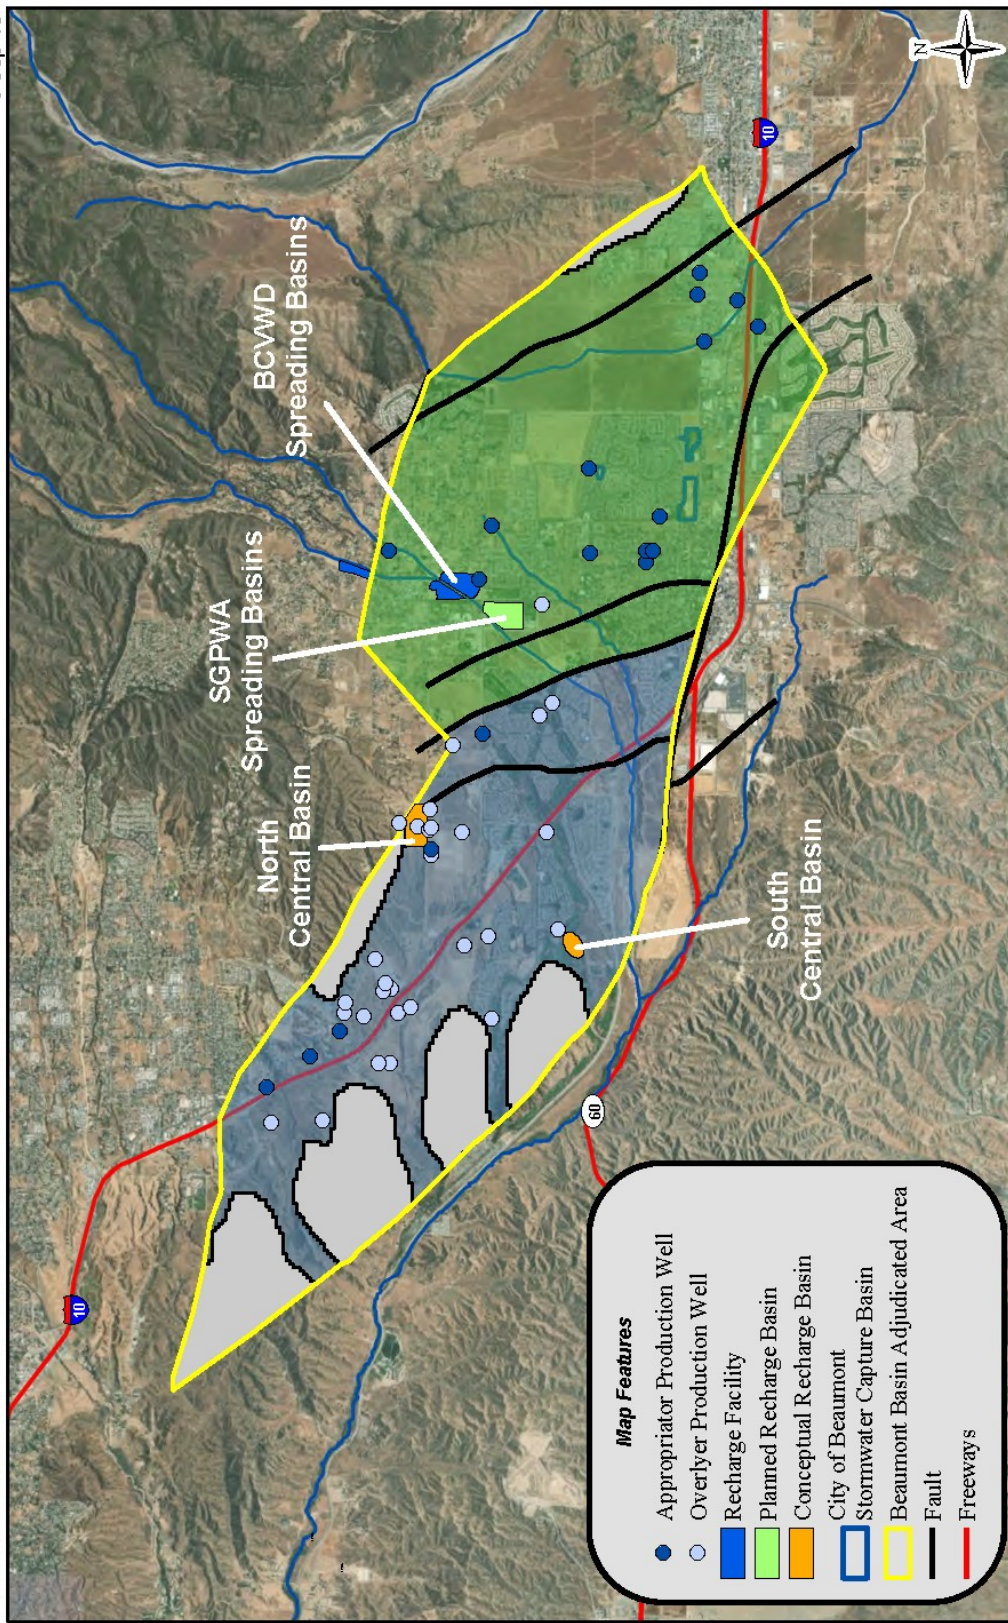 BCVWD
Spreading Basins
SGPWA
Spreading Basins
North
Central Basin
South
Central Basin
N
10
10
60
Map Features
Appropriator Production Well
Overlyer Production Well
Recharge Facility
Planned Recharge Basin
Conceptual Recharge Basin
City of Beaumont
Stormwater Capture Basin
Beaumont Basin Adjudicated Area
Fault
Freeways